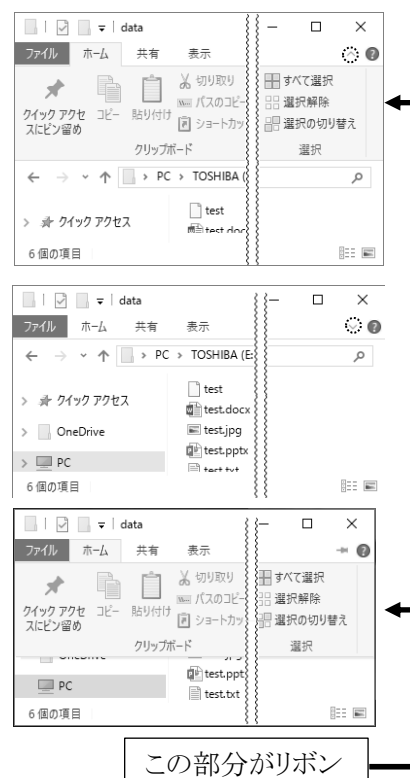 data
ファイル ホーム 共有 表示
クイック アクセスにピン留め コピー 貼り付け
切り取り
パスのコピー
ショートカッ
すべて選択
選択解除
選択の切り替え
クリップボード 選択
PC > TOSHIBA (
クイック アクセス
test
test.doc
6 個の項目
data
ファイル ホーム 共有 表示
PC > TOSHIBA (E:
クイック アクセス
OneDrive
PC
test
test.docx
test.jpg
test.pptx
test.txt
6 個の項目
data
ファイル ホーム 共有 表示
クイック アクセスにピン留め コピー 貼り付け
切り取り
パスのコピー
ショートカッ
すべて選択
選択解除
選択の切り替え
クリップボード 選択
OneDrive
PC
test.ppt
test.txt
6 個の項目
この部分がリボン